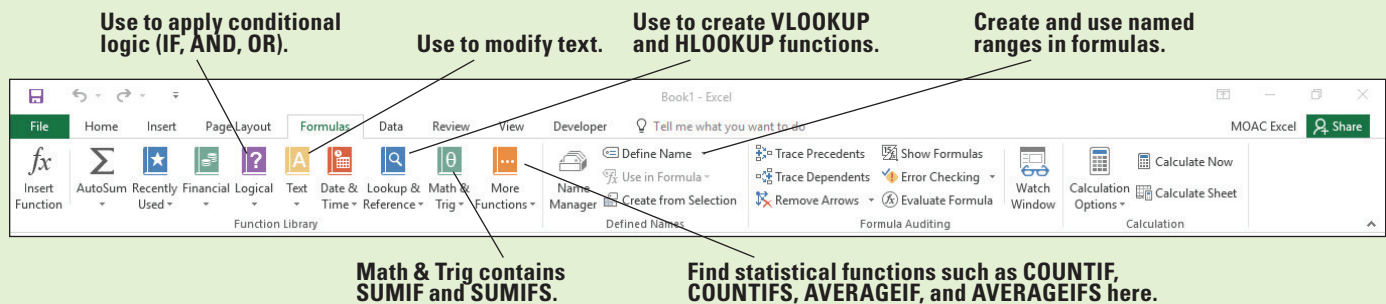 Use to apply conditional
logic (IF, AND, OR).
Use to modify text.
Use to create VLOOKUP
and HLOOKUP functions.
Create and use named
ranges in formulas.
Book1 - Excel
File Home Insert Page Layout Formulas Data Review View Developer Tell me what you want to do MOAC Excel Share
fx
Insert
Function
AutoSum
Recently
Used
Financial
Logical
Text
Date &
Time
Lookup &
Reference
Math &
Trig
More
Functions
Function Library
Name
Manager
Define Name
Use in Formula
Create from Selection
Defined Names
Trace Precedents
Trace Dependents
Remove Arrows
Show Formulas
Error Checking
Evaluate Formula
Watch
Window
Formula Auditing
Calculation
Options
Calculate Now
Calculate Sheet
Calculation
Math & Trig contains
SUMIF and SUMIFS.
Find statistical functions such as COUNTIF,
COUNTIFS, AVERAGEIF, and AVERAGEIFS here.